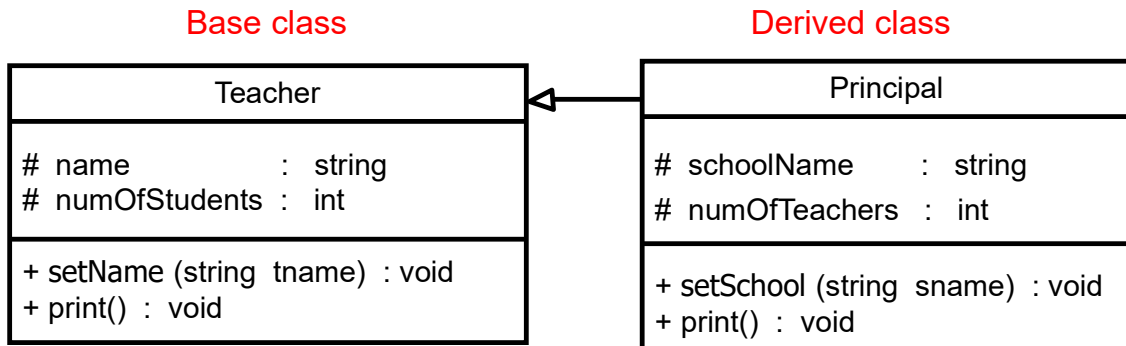 Base class
Teacher
# name : string
# numOfStudents : int
+ setName (string tname) : void
+ print() : void
Derived class
Principal
# schoolName : string
# numOfTeachers : int
+ setSchool (string sname) : void
+ print() : void